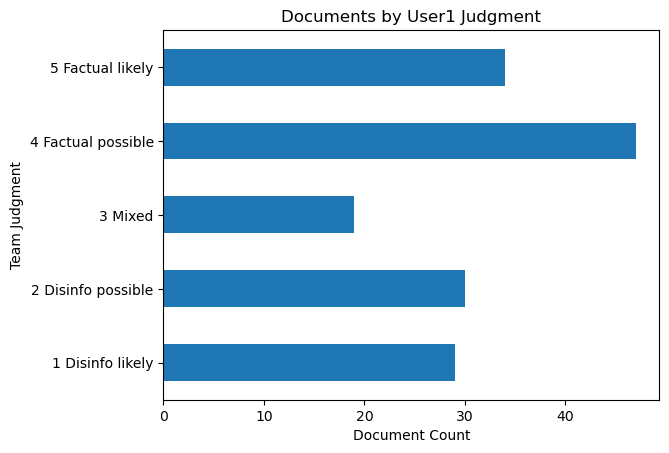 Documents by User1 Judgment
Team Judgment
5 Factual likely
4 Factual possible
3 Mixed
2 Disinfo possible
1 Disinfo likely
0 10 20 30 40
Document Count